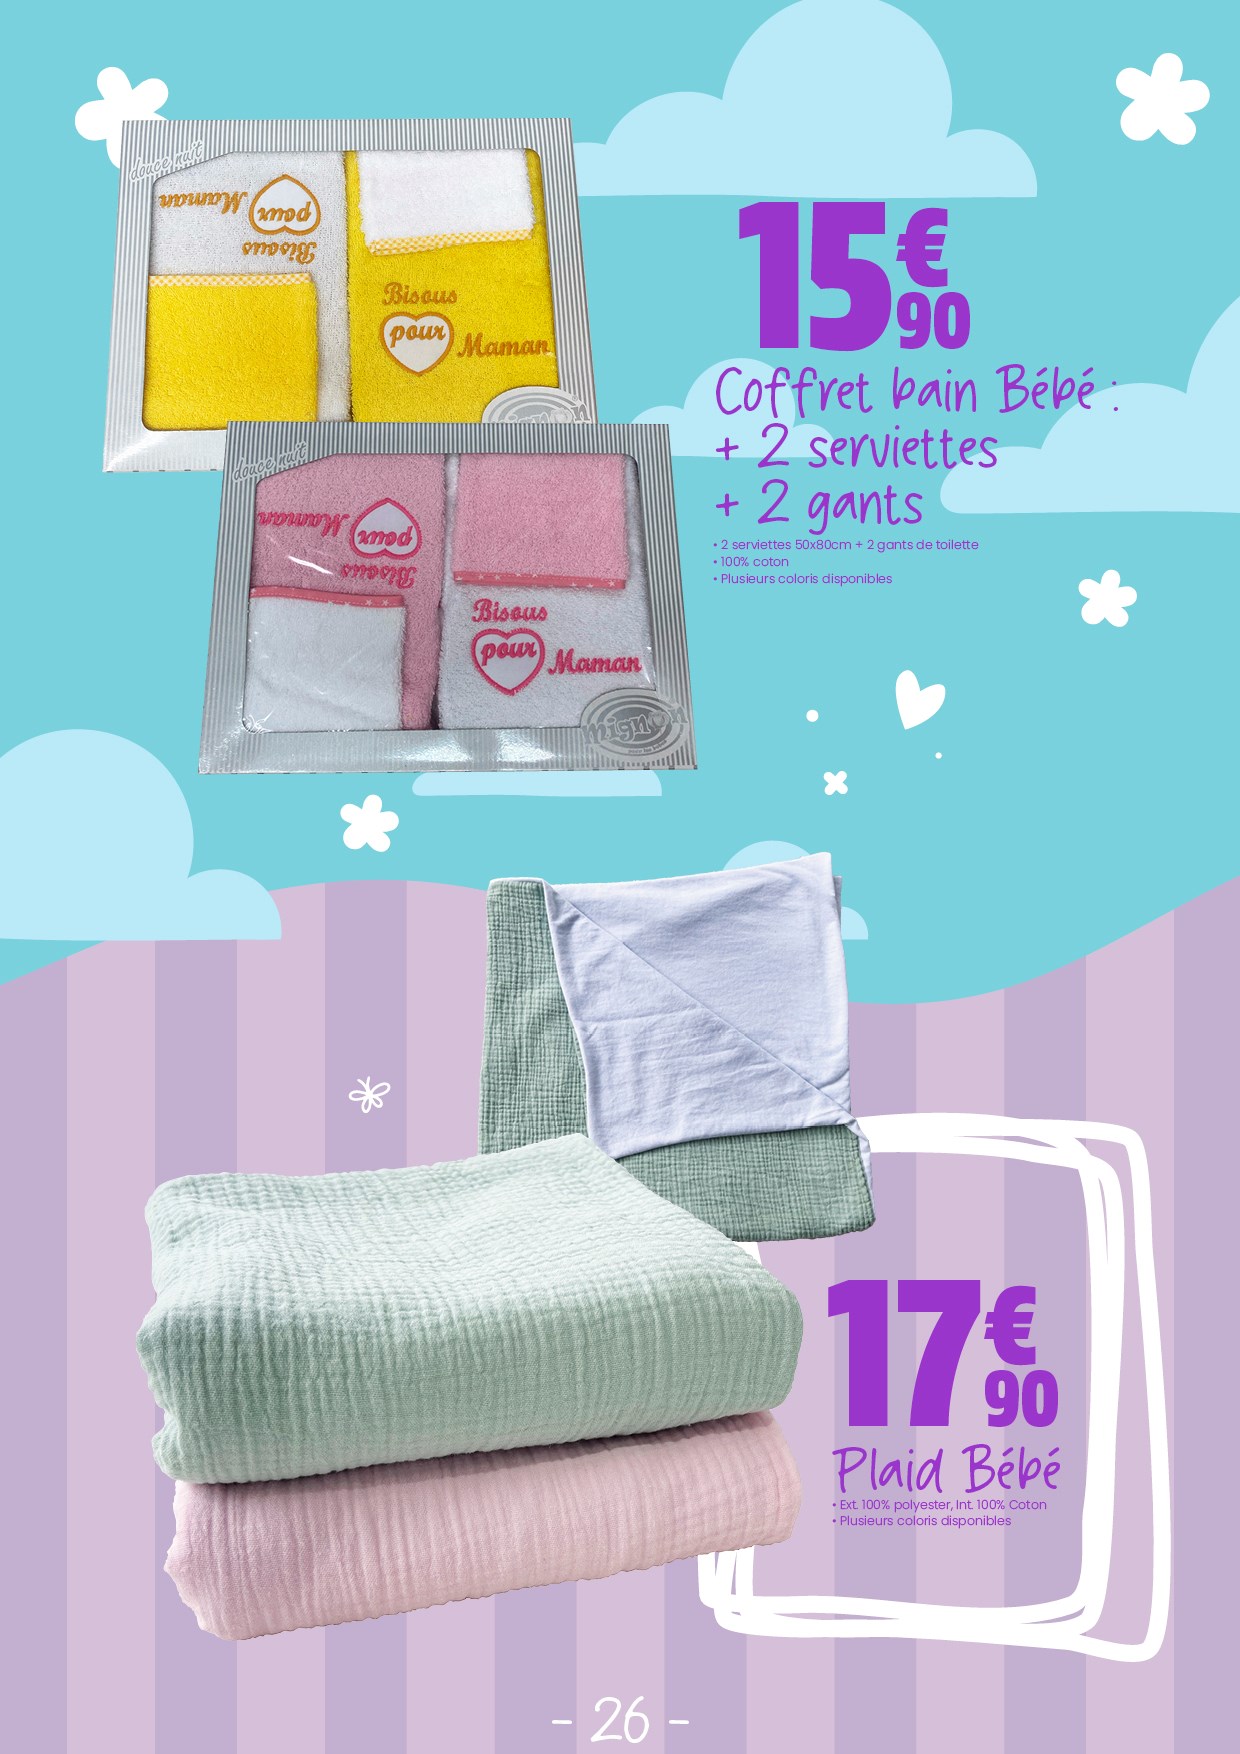 douce nuit
Bisous
pour
Maman
Bisous
pour
Maman
mignon
15€90
Coffret bain Bébé :
+ 2 serviettes
+ 2 gants
• 2 serviettes 50x80cm + 2 gants de toilette
• 100% coton
• Plusieurs coloris disponibles
douce nuit
Bisous
pour
Maman
Bisous
pour
Maman
mignon
17€90
Plaid Bébé
• Ext. 100% polyester, Int. 100% Coton
• Plusieurs coloris disponibles
- 26 -